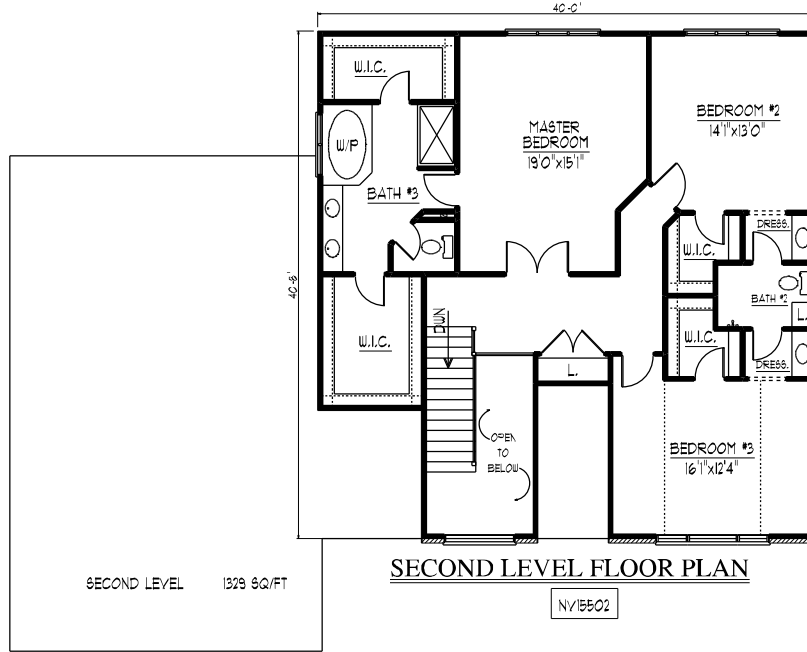 40'-0"
W.I.C.
BEDROOM #2
14'1"x13'0"
MASTER
BEDROOM
19'0"x15'1"
W/P
BATH #3
DRESS.
W.I.C.
40'-8"
BATH #2
L.
DWN
W.I.C.
W.I.C.
DRESS.
L.
OPEN
TO
BELOW
BEDROOM #3
16'1"x12'4"
SECOND LEVEL FLOOR PLAN
SECOND LEVEL 1329 SQ/FT
NV15502